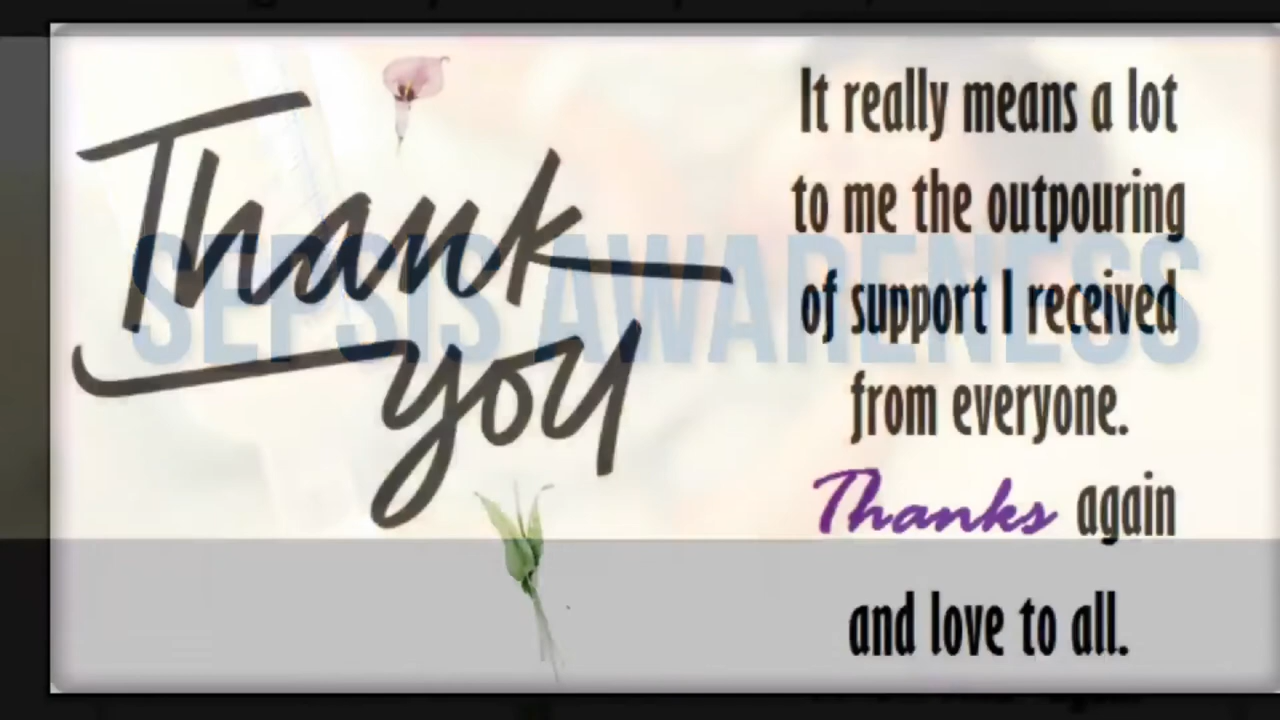 Thank
you
SEPSIS AWARENESS
It really means a lot
to me the outpouring
of support I received
from everyone.
Thanks again
and love to all.